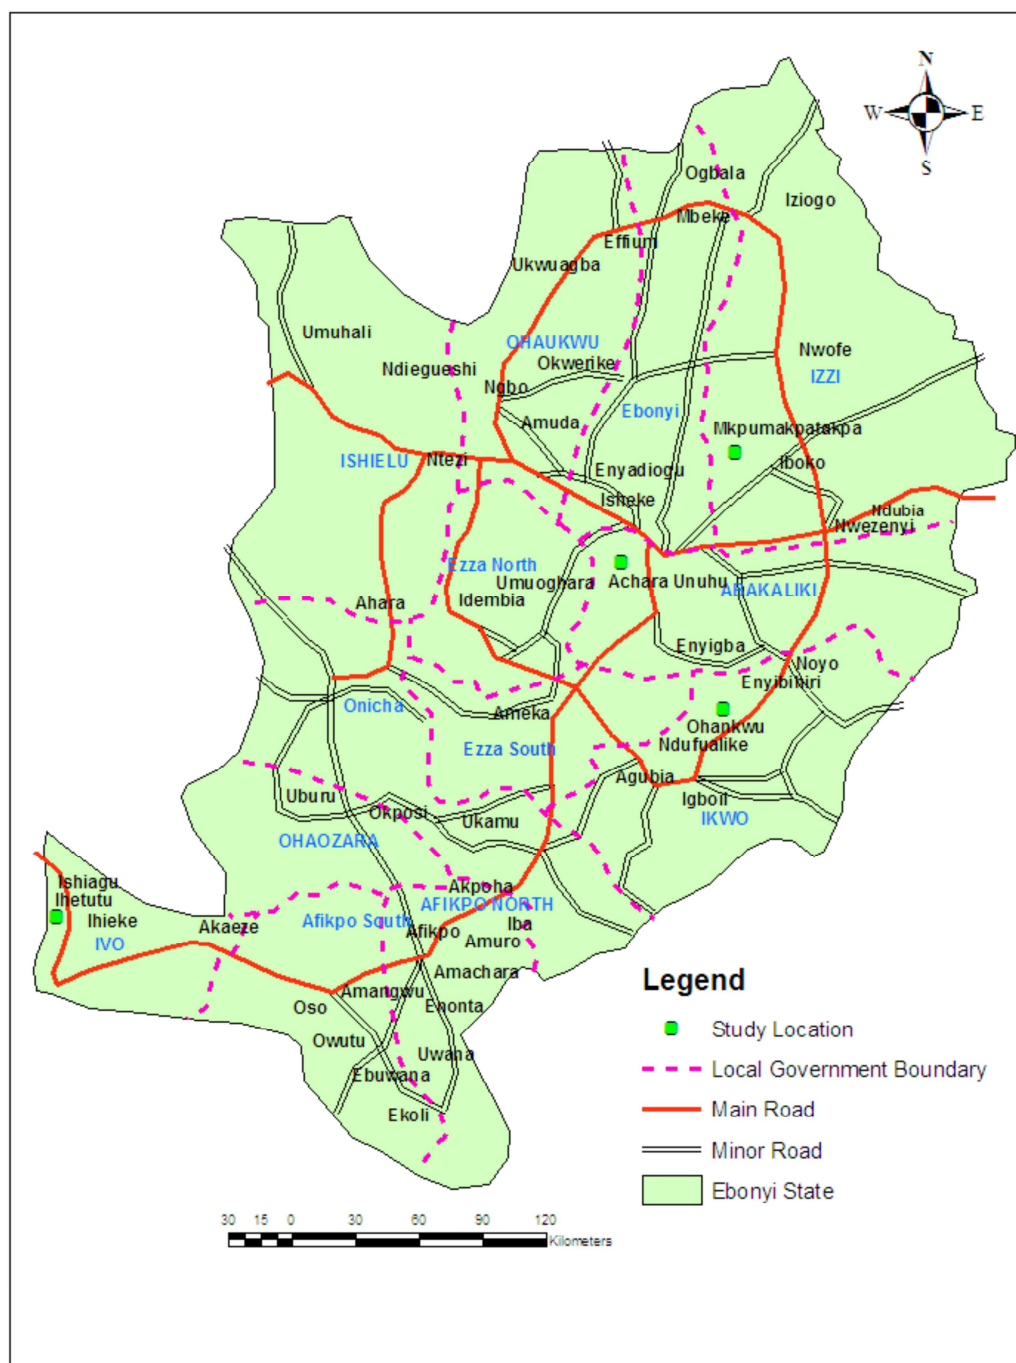 N
W E
S
Ogbala
Iziogo
Mbeke
Effium
Ukwuagba
Umuhali
OHAUKWU
Nwofe
Okwerike
Ndiegueshi
IZZI
Ngbo
Ebonyi
Amuda
Mkpumakpatakpa
ISHIELU
Ntezi
Iboko
Enyadiogu
Isheke
Ndubia
Nwezenyi
Ezza North
Umuoghara
Achara Unuhu
ABAKALIKI
Ahara
Idembia
Enyigba
Noyo
Enyibihiri
Onicha
Ameka
Ohankwu
Ezza South
Ndufualike
Agubia
Uburu
Igboli
Okposi
Ukamu
IKWO
OHAOZARA
Ishiagu
Akpoha
Ihetutu
AFIKPO NORTH
Ihieke
Akaeze
Afikpo South
Iba
Afikpo
IVO
Amuro
Amachara
Legend
Amangwu
Oso
Enonta
Study Location
Owutu
Uwana
Local Government Boundary
Ebuwana
Ekoli
Main Road
Minor Road
Ebonyi State
30 15 0 30 60 90 120
Kilometers